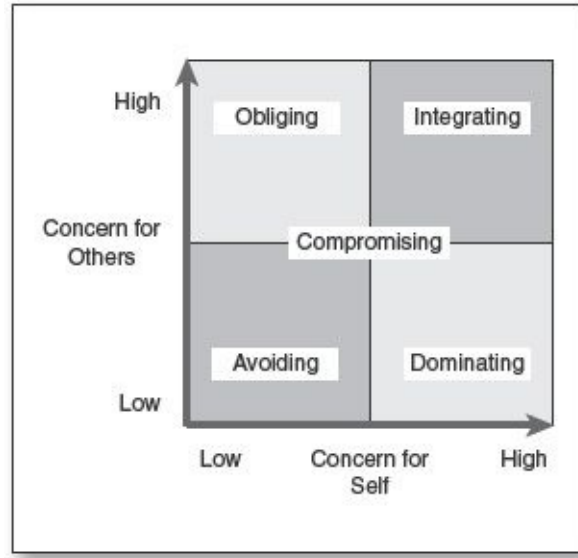 High
Obliging
Integrating
Concern for
Others
Compromising
Avoiding
Dominating
Low
Low
Concern for
Self
High